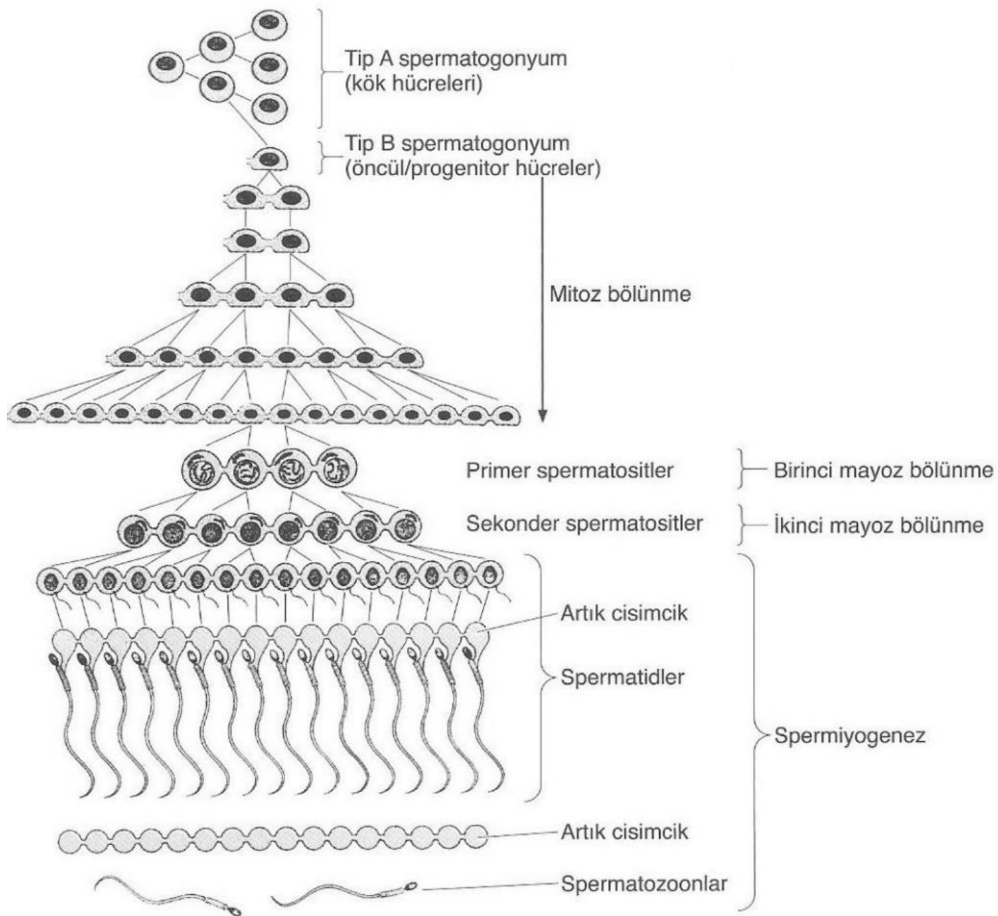 Tip A spermatogonyum
(kök hücreleri)
Tip B spermatogonyum
(öncül/progenitor hücreler)
Mitoz bölünme
Primer spermatositler
Birinci mayoz bölünme
Sekonder spermatositler
İkinci mayoz bölünme
Artık cisimcik
Spermatidler
Spermiyogenez
Artık cisimcik
Spermatozoonlar